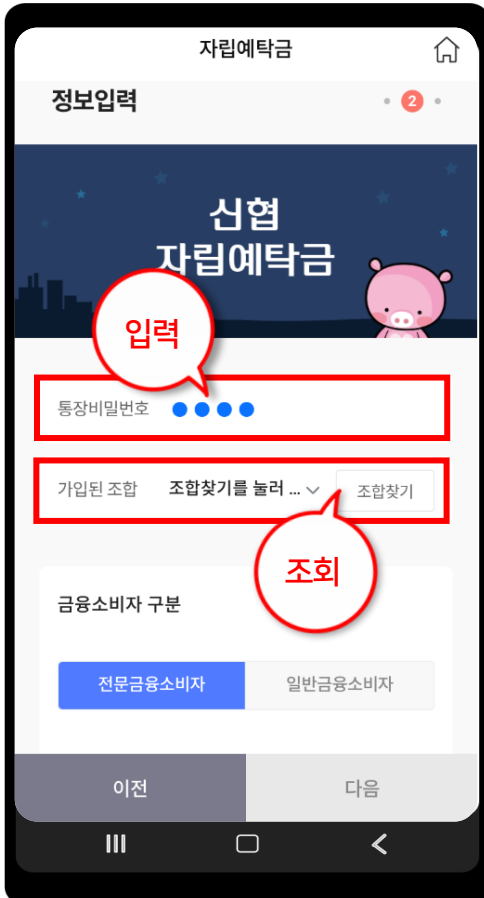 자립예탁금
정보입력
2
신협
자립예탁금
입력
통장비밀번호
가입된 조합 조합찾기를 눌러 ... 조합찾기
조회
금융소비자 구분
전문금융소비자 일반금융소비자
이전 다음